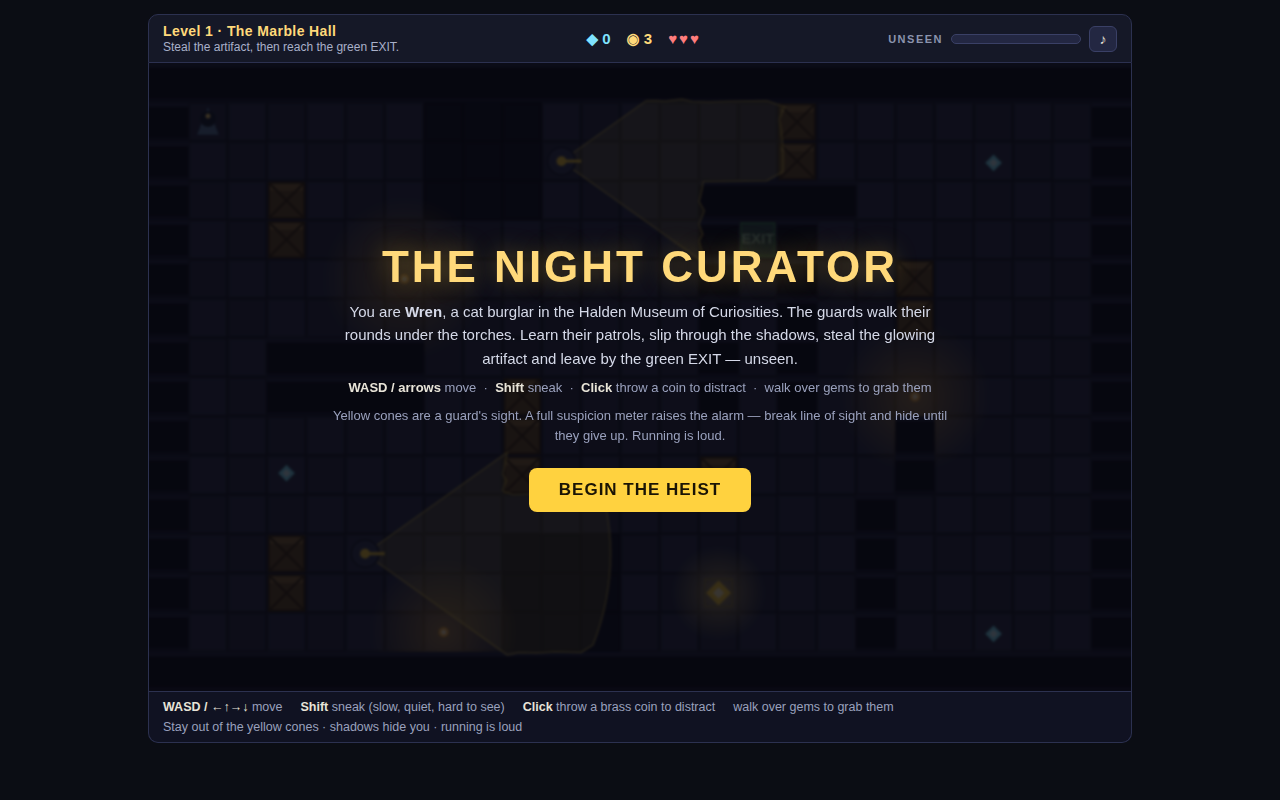 Level 1 · The Marble Hall
Steal the artifact, then reach the green EXIT.
◆ 0 ◉ 3 ♥♥♥
UNSEEN ♪
EXIT
THE NIGHT CURATOR
You are Wren, a cat burglar in the Halden Museum of Curiosities. The guards walk their
rounds under the torches. Learn their patrols, slip through the shadows, steal the glowing
artifact and leave by the green EXIT — unseen.
WASD / arrows move · Shift sneak · Click throw a coin to distract · walk over gems to grab them
Yellow cones are a guard's sight. A full suspicion meter raises the alarm — break line of sight and hide until
they give up. Running is loud.
BEGIN THE HEIST
WASD / ←↑→↓ move Shift sneak (slow, quiet, hard to see) Click throw a brass coin to distract walk over gems to grab them
Stay out of the yellow cones · shadows hide you · running is loud